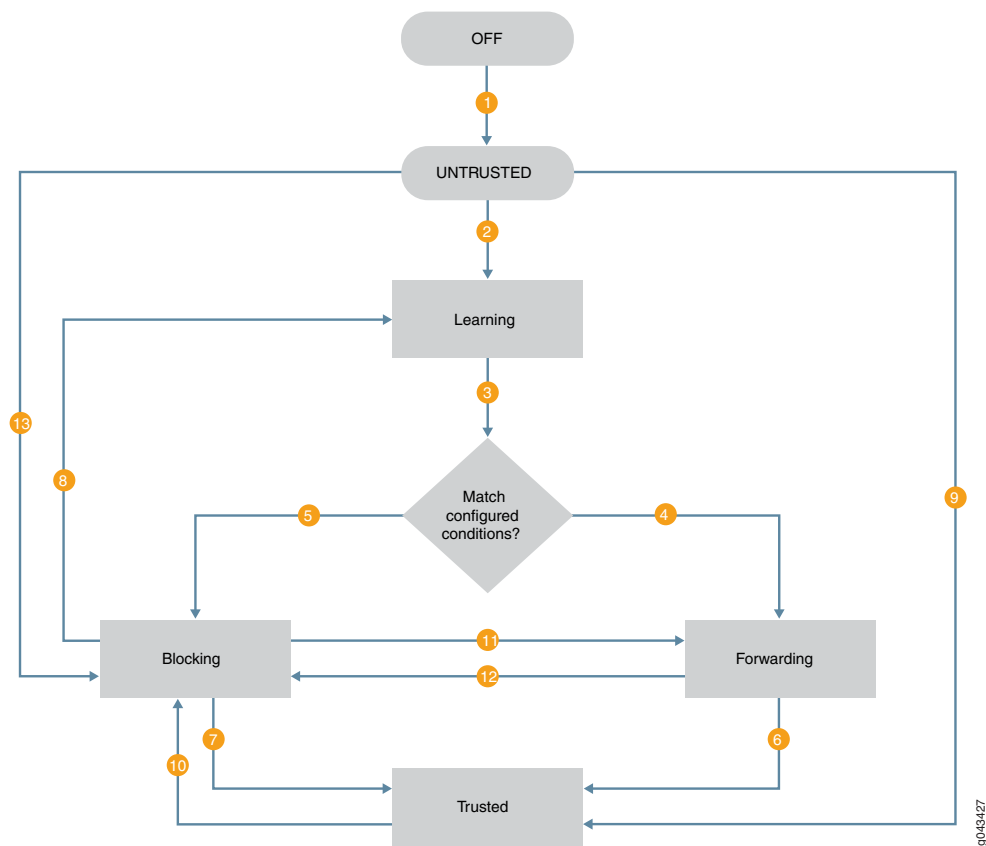 OFF
1
UNTRUSTED
2
Learning
3
13
8
9
Match
configured
conditions?
5
4
Blocking
11
12
Forwarding
7
10
6
Trusted
g043427